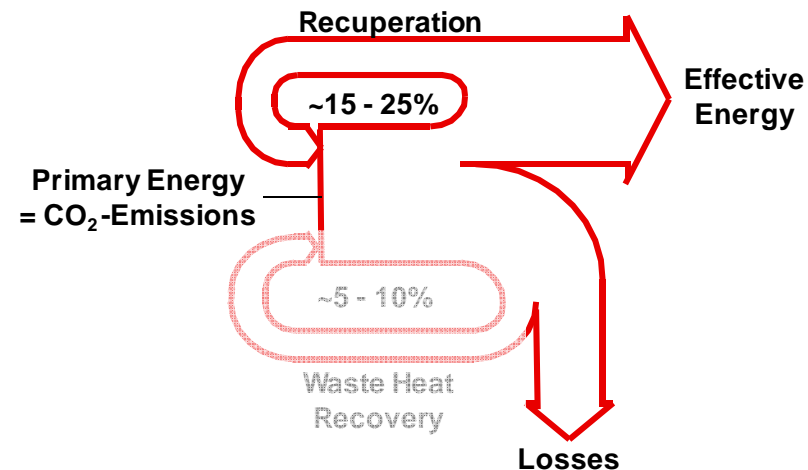 Recuperation
~15 - 25%
Effective
Energy
Primary Energy
= CO₂-Emissions
~5 - 10%
Waste Heat
Recovery
Losses